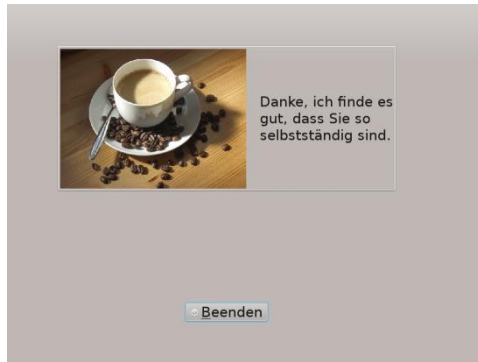 Danke, ich finde es
gut, dass Sie so
selbstständig sind.
Beenden